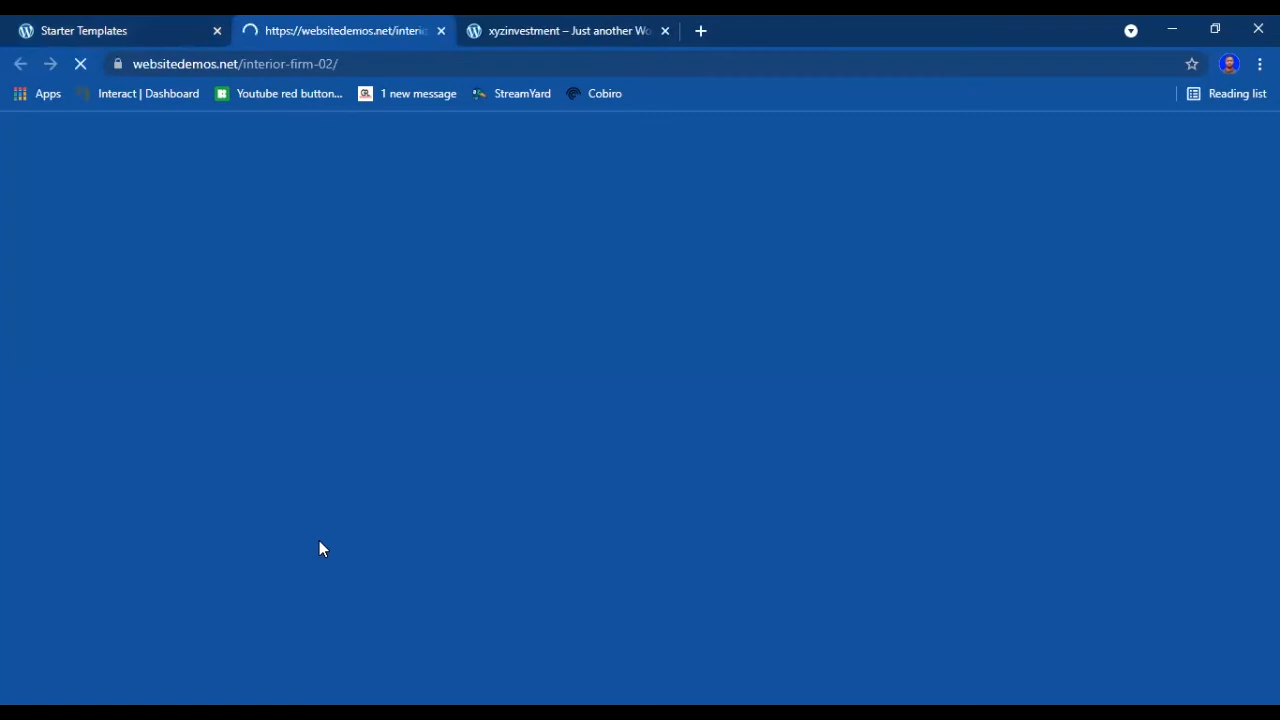 Starter Templates
https://websitedemos.net/interi
xyzinvestment – Just another Wo
websitedemos.net/interior-firm-02/
Apps
Interact | Dashboard
Youtube red button...
1 new message
StreamYard
Cobiro
Reading list